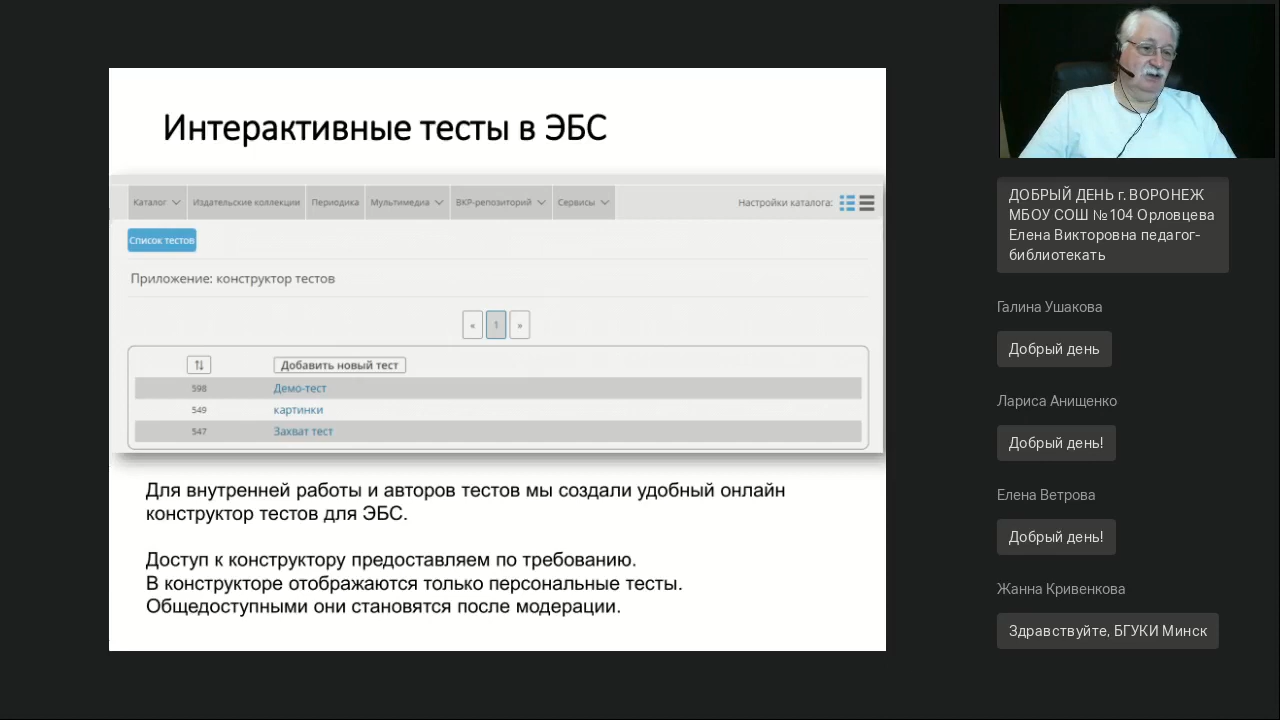 Интерактивные тесты в ЭБС
Каталог Издательские коллекции Периодика Мультимедиа ВКР-репозиторий Сервисы Настройки каталога:
Список тестов
Приложение: конструктор тестов
« 1 »
Добавить новый тест
598 Демо-тест
549 картинки
547 Захват тест
Для внутренней работы и авторов тестов мы создали удобный онлайн
конструктор тестов для ЭБС.
Доступ к конструктору предоставляем по требованию.
В конструкторе отображаются только персональные тесты.
Общедоступными они становятся после модерации.
ДОБРЫЙ ДЕНЬ г. ВОРОНЕЖ
МБОУ СОШ №104 Орловцева
Елена Викторовна педагог-
библиотекать
Галина Ушакова
Добрый день
Лариса Анищенко
Добрый день!
Елена Ветрова
Добрый день!
Жанна Кривенкова
Здравствуйте, БГУКИ Минск